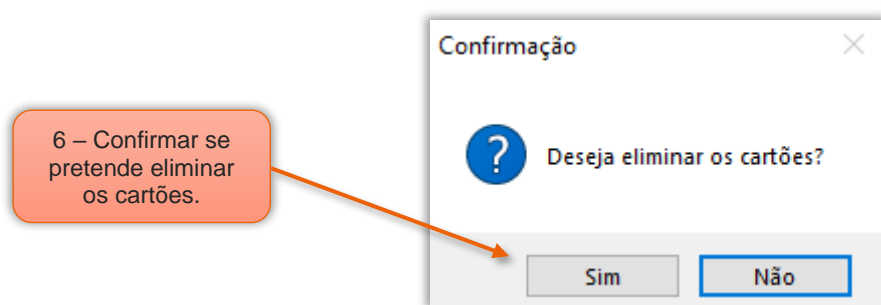 Confirmação
6 – Confirmar se
pretende eliminar
os cartões.
Deseja eliminar os cartões?
Sim
Não